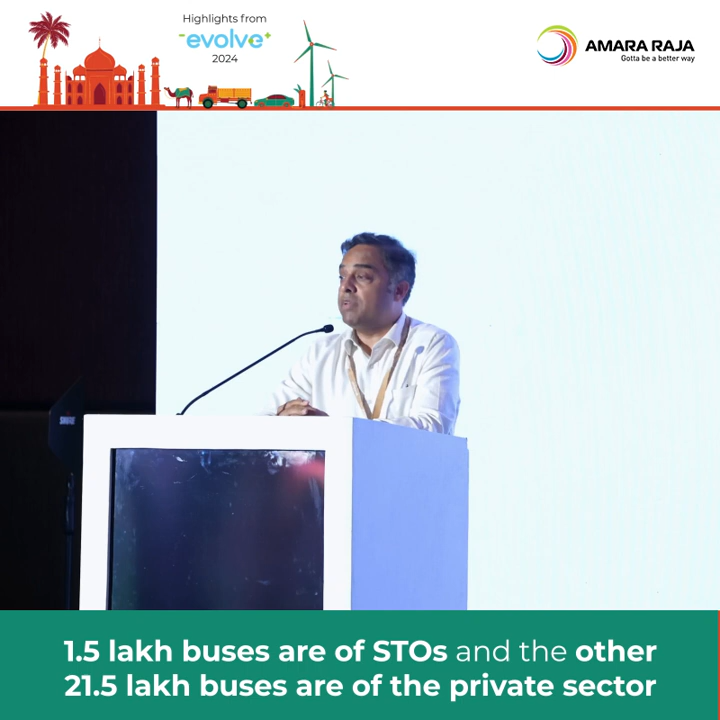 Highlights from
evolve
2024
AMARA RAJA
Gotta be a better way
1.5 lakh buses are of STOs and the other
21.5 lakh buses are of the private sector